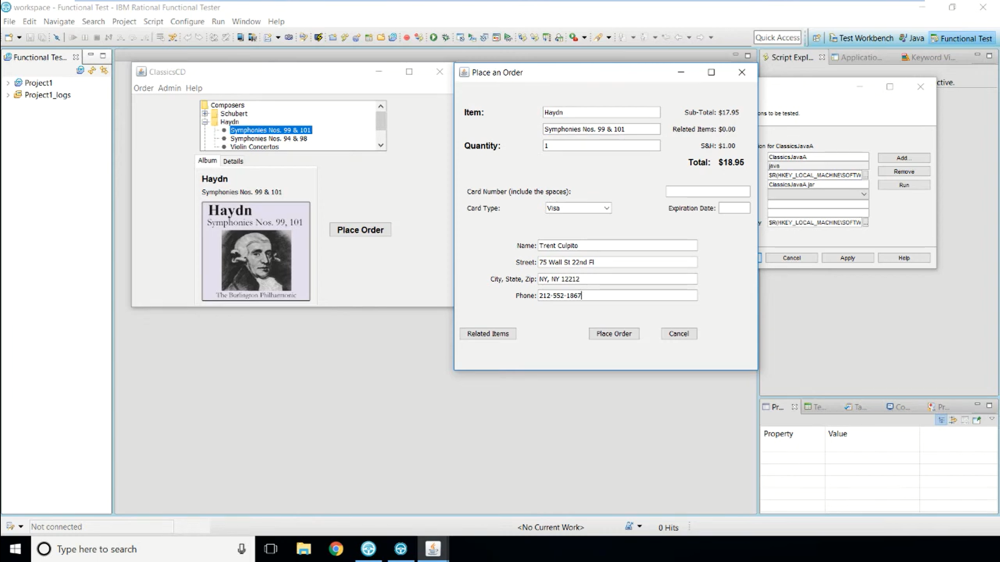 workspace - Functional Test - IBM Rational Functional Tester
File Edit Navigate Search Project Script Configure Run Window Help
Quick Access
Test Workbench
Java
Functional Test
Functional Tes...
Project1
Project1_logs
ClassicsCD
Order Admin Help
Composers
Schubert
Haydn
Symphonies Nos. 99 & 101
Symphonies Nos. 94 & 98
Violin Concertos
Album
Details
Haydn
Symphonies Nos. 99 & 101
Haydn
Symphonies Nos. 99, 101
The Burlington Philharmonic
Place Order
Place an Order
Item: Haydn
Sub-Total: $17.95
Symphonies Nos. 99 & 101
Related Items: $0.00
Quantity: 1
S&H: $1.00
Total: $18.95
Card Number (include the spaces):
Card Type: Visa
Expiration Date:
Name: Trent Culpito
Street: 75 Wall St 22nd Fl
City, State, Zip: NY, NY 12212
Phone: 212-552-1867
Related Items
Place Order
Cancel
Script Expl...
Applicatio...
Keyword Vi...
ctive.
ons to be tested.
ion for ClassicsJavaA
ClassicsJavaA
Add...
java
$R(HKEY_LOCAL_MACHINE\SOFTW
...
Remove
ClassicsJavaA.jar
Run
y
$R(HKEY_LOCAL_MACHINE\SOFTW
...
Cancel
Apply
Help
Pr...
Te...
Ta...
Co...
Pr...
Property
Value
Not connected
<No Current Work>
0 Hits
Type here to search